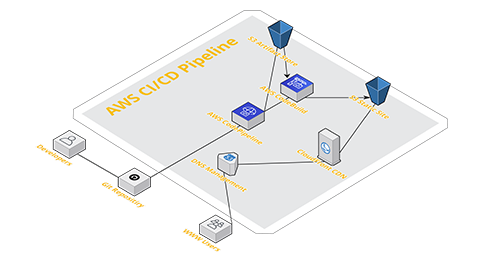 AWS CI/CD Pipeline
S3 Artifact Store
AWS CodeBuild
S3 Static Site
AWS CodePipeline
Developers
Git Repository
DNS Management
CloudFront CDN
WWW Users